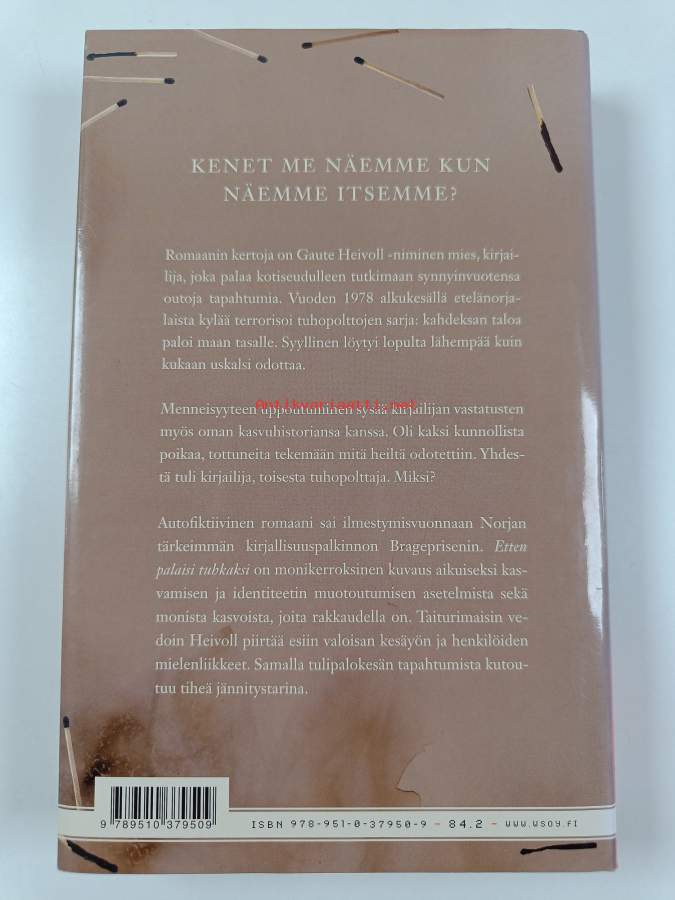 KENET ME NÄEMME KUN
NÄEMME ITSEMME?
Romaanin kertoja on Gaute Heivoll -niminen mies, kirjai-
lija, joka palaa kotiseudulleen tutkimaan synnyinvuotensa
outoja tapahtumia. Vuoden 1978 alkukesällä etelänorja-
laista kylää terrorisoi tuhopolttojen sarja: kahdeksan taloa
paloi maan tasalle. Syyllinen löytyi lopulta lähempää kuin
kukaan uskalsi odottaa.
Antikvariaatti.net
Menneisyyteen uppoutuminen sysää kirjailijan vastatusten
myös oman kasvuhistoriansa kanssa. Oli kaksi kunnollista
poikaa, tottuneita tekemään mitä heiltä odotettiin. Yhdes-
tä tuli kirjailija, toisesta tuhopolttaja. Miksi?
Autofiktiivinen romaani sai ilmestymisvuonnaan Norjan
tärkeimmän kirjallisuuspalkinnon Brageprisenin. Etten
palaisi tuhkaksi on monikerroksinen kuvaus aikuiseksi kas-
vamisen ja identiteetin muotoutumisen asetelmista sekä
monista kasvoista, joita rakkaudella on. Taiturimaisin ve-
doin Heivoll piirtää esiin valoisan kesäyön ja henkilöiden
mielenliikkeet. Samalla tulipalokesän tapahtumista kutou-
tuu tiheä jännitystarina.
9 789510 379509
ISBN 978-951-0-37950-9 – 84.2 – WWW.WSOY.FI